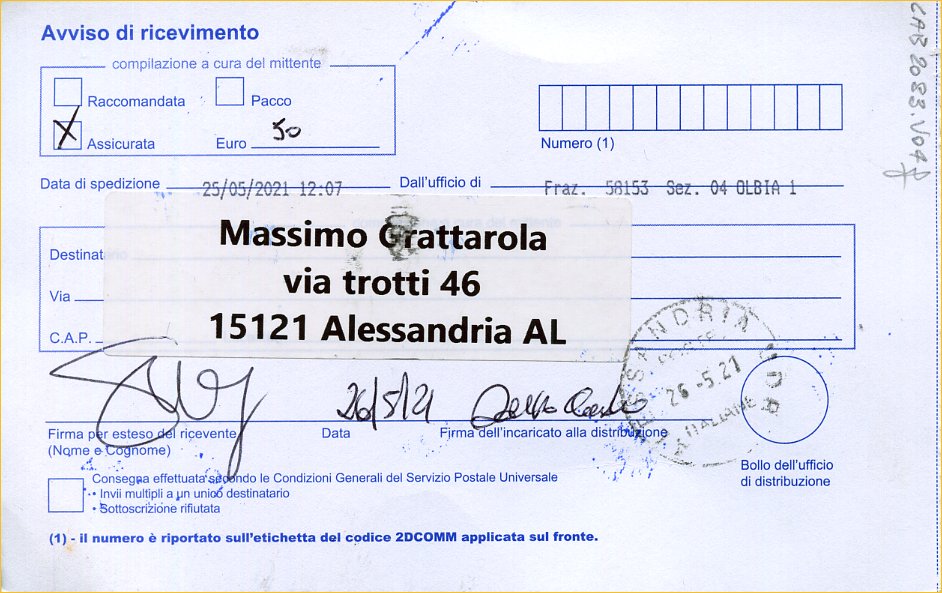 Avviso di ricevimento
compilazione a cura del mittente
Raccomandata Pacco
X Assicurata Euro 50
Numero (1)
Data di spedizione 25/05/2021 12:07 Dall'ufficio di Fraz. 58153 Sez. 04 OLBIA 1
Destinatario
Massimo Grattarola
Via
via trotti 46
C.A.P.
15121 Alessandria AL
26/5/21
Firma per esteso del ricevente Data Firma dell'incaricato alla distribuzione
(Nome e Cognome)
26-5.21
Bollo dell'ufficio
di distribuzione
Consegna effettuata secondo le Condizioni Generali del Servizio Postale Universale
• Invii multipli a un unico destinatario
• Sottoscrizione rifiutata
(1) - il numero è riportato sull'etichetta del codice 2DCOMM applicata sul fronte.